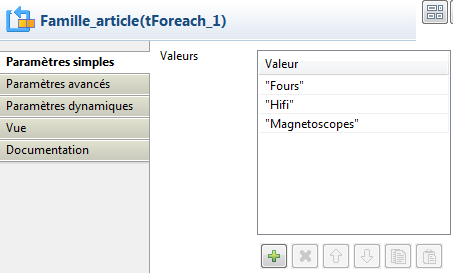 Famille_article(tForeach_1)
Paramètres simples
Paramètres avancés
Paramètres dynamiques
Vue
Documentation
Valeurs
Valeur
"Fours"
"Hifi"
"Magnetoscopes"